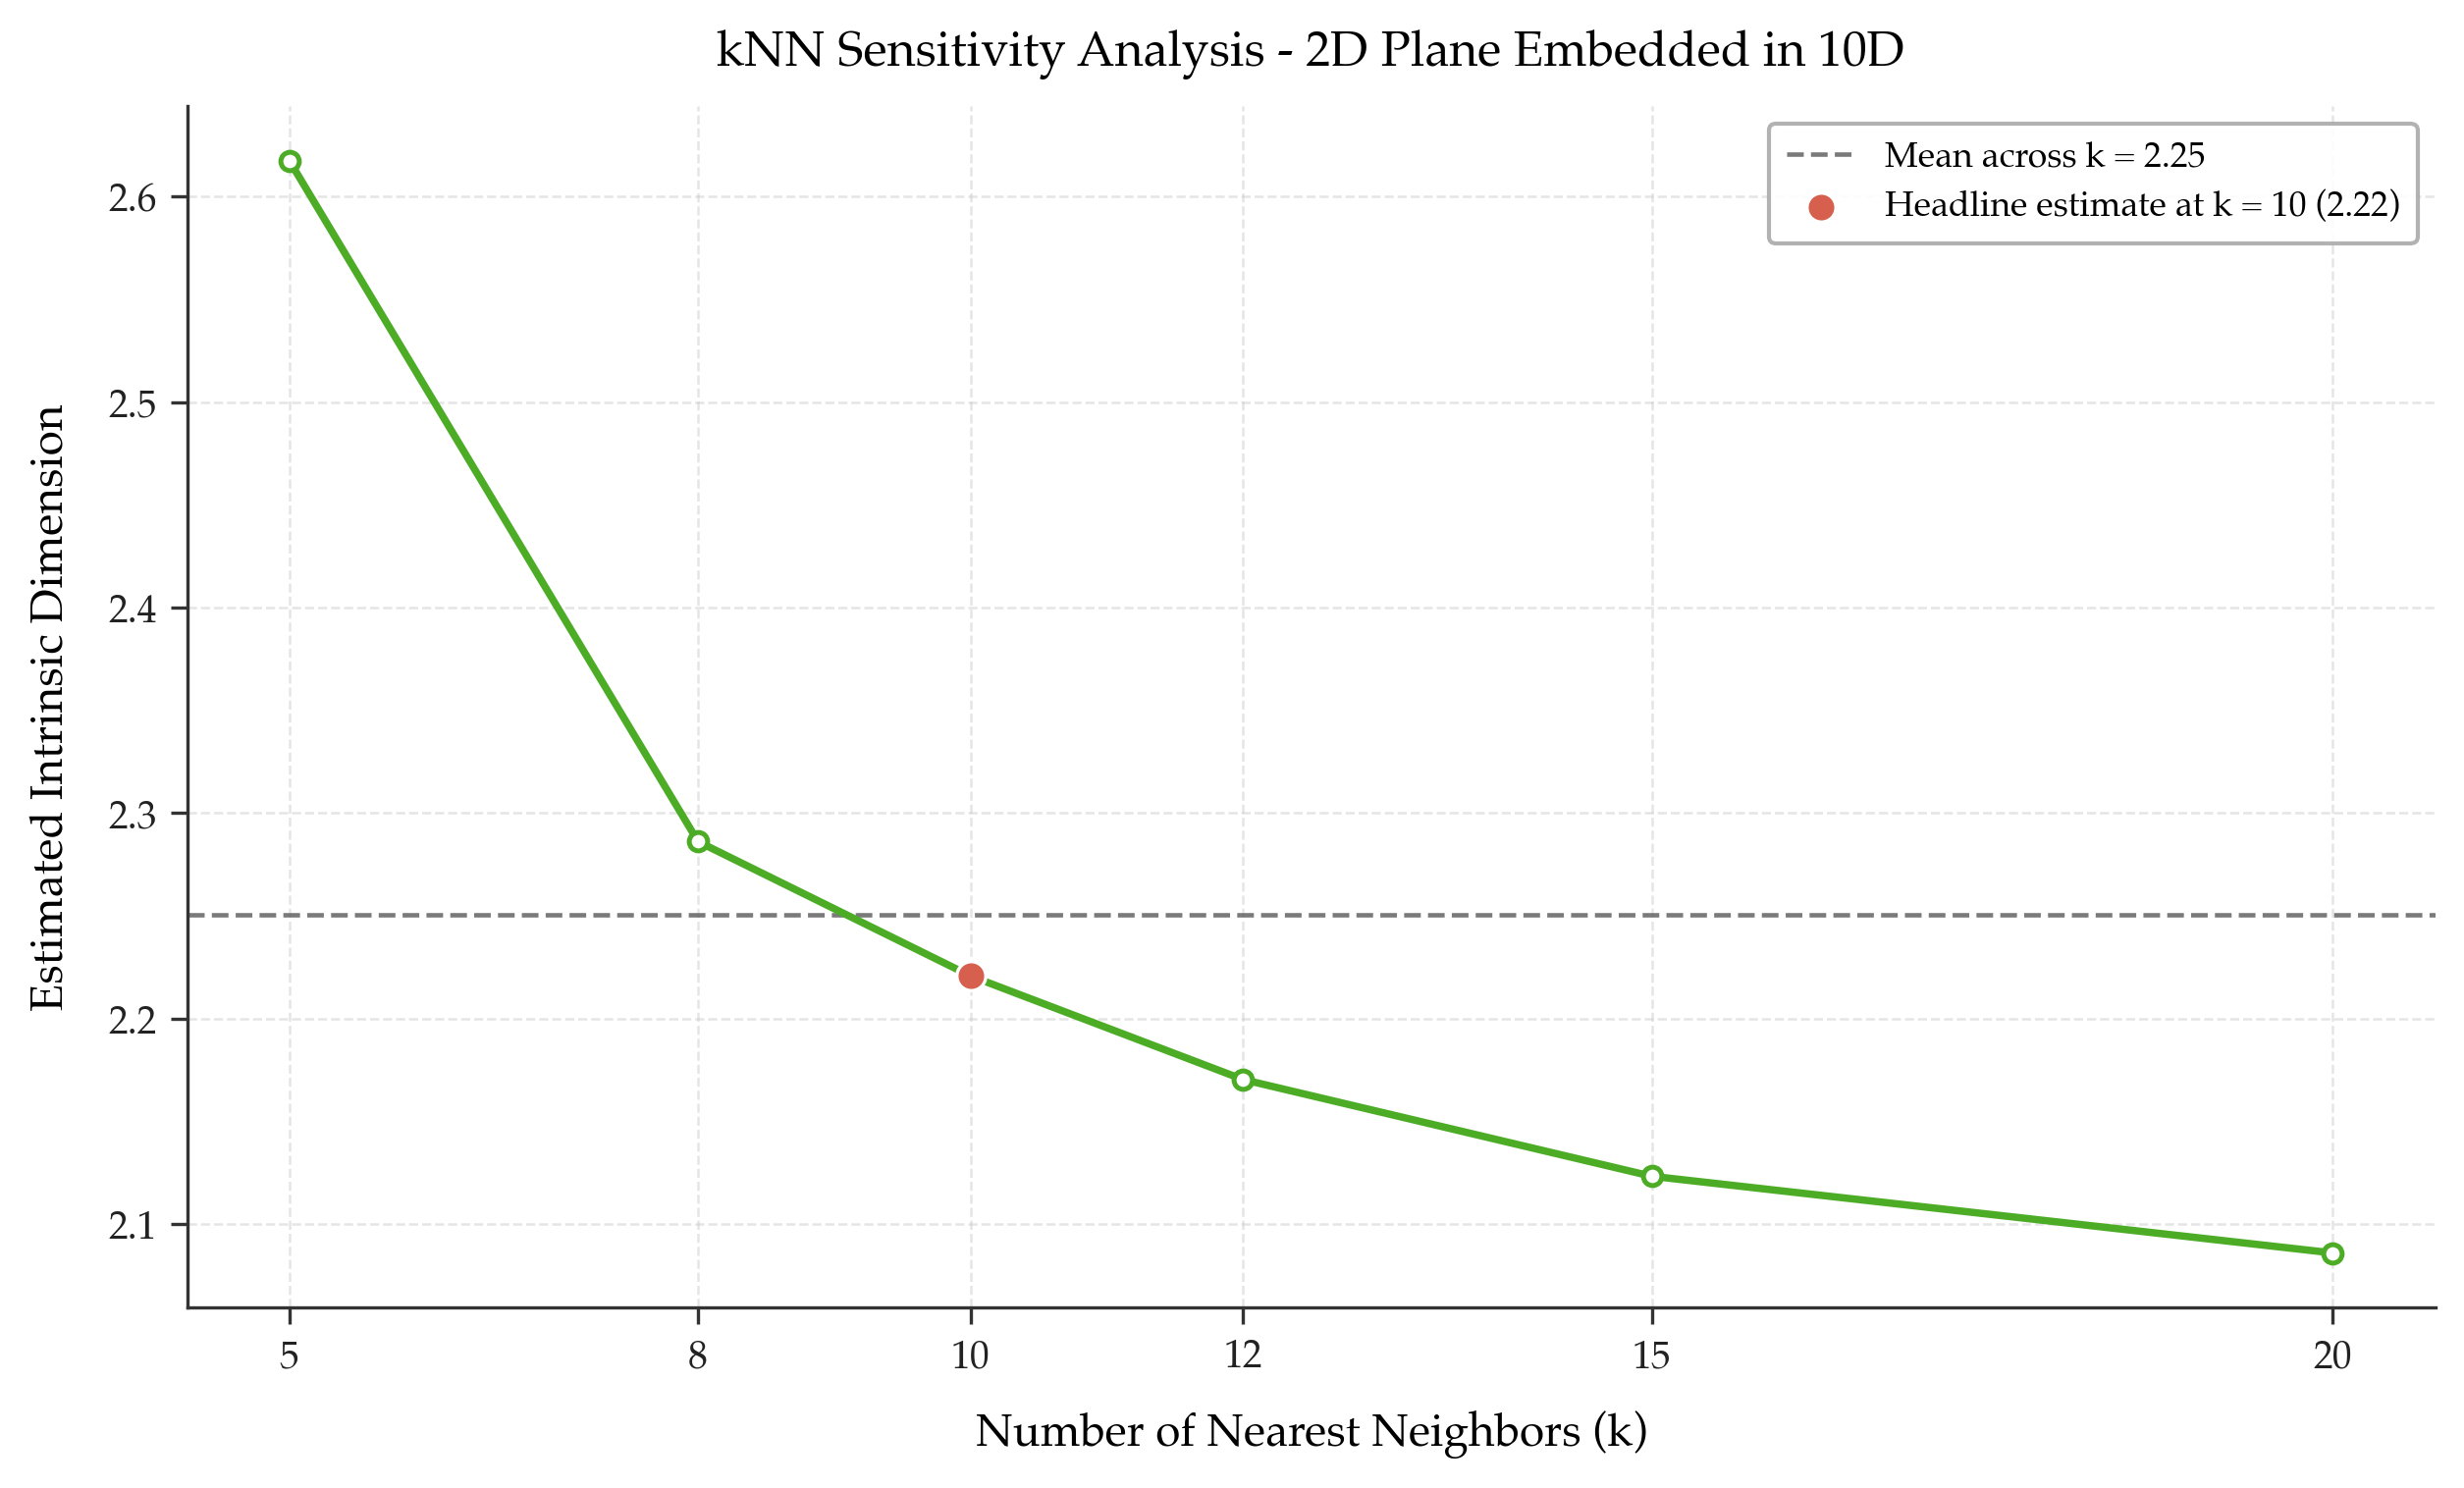 kNN Sensitivity Analysis - 2D Plane Embedded in 10D
Mean across k = 2.25
Headline estimate at k = 10 (2.22)
Estimated Intrinsic Dimension
2.6
2.5
2.4
2.3
2.2
2.1
5
8
10
12
15
20
Number of Nearest Neighbors (k)